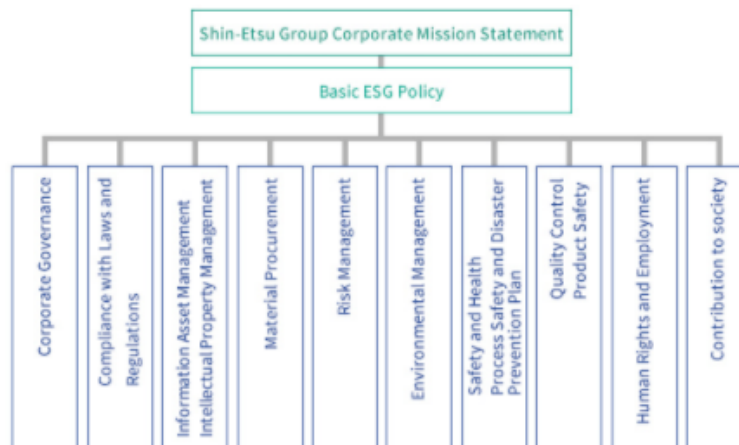 Shin-Etsu Group Corporate Mission Statement
Basic ESG Policy
Corporate Governance
Compliance with Laws and
Regulations
Information Asset Management
Intellectual Property Management
Material Procurement
Risk Management
Environmental Management
Safety and Health
Process Safety and Disaster
Prevention Plan
Quality Control
Product Safety
Human Rights and Employment
Contribution to society